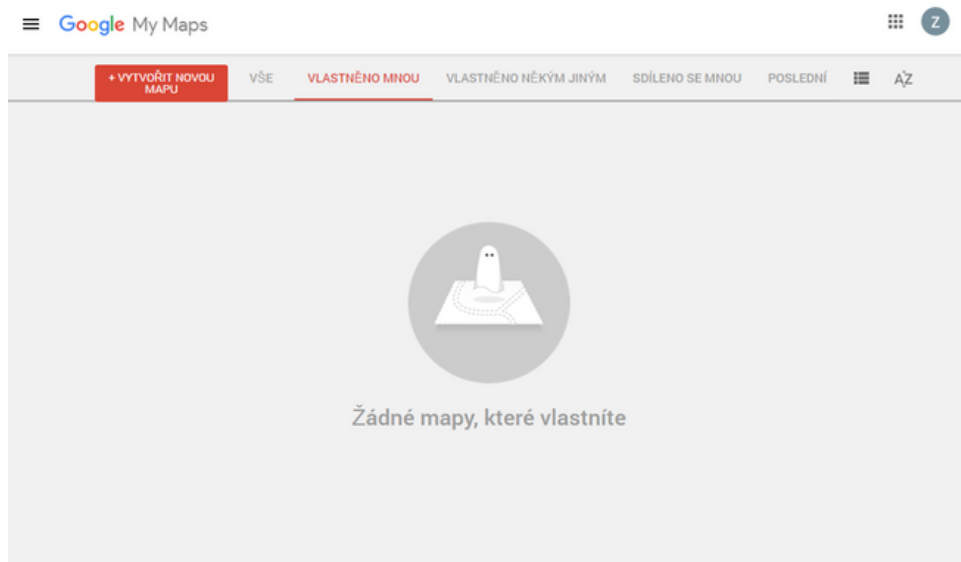 Google My Maps
Z
+ VYTVOŘIT NOVOU
MAPU
VŠE
VLASTNĚNO MNOU
VLASTNĚNO NĚKÝM JINÝM
SDÍLENO SE MNOU
POSLEDNÍ
AZ
Žádné mapy, které vlastníte